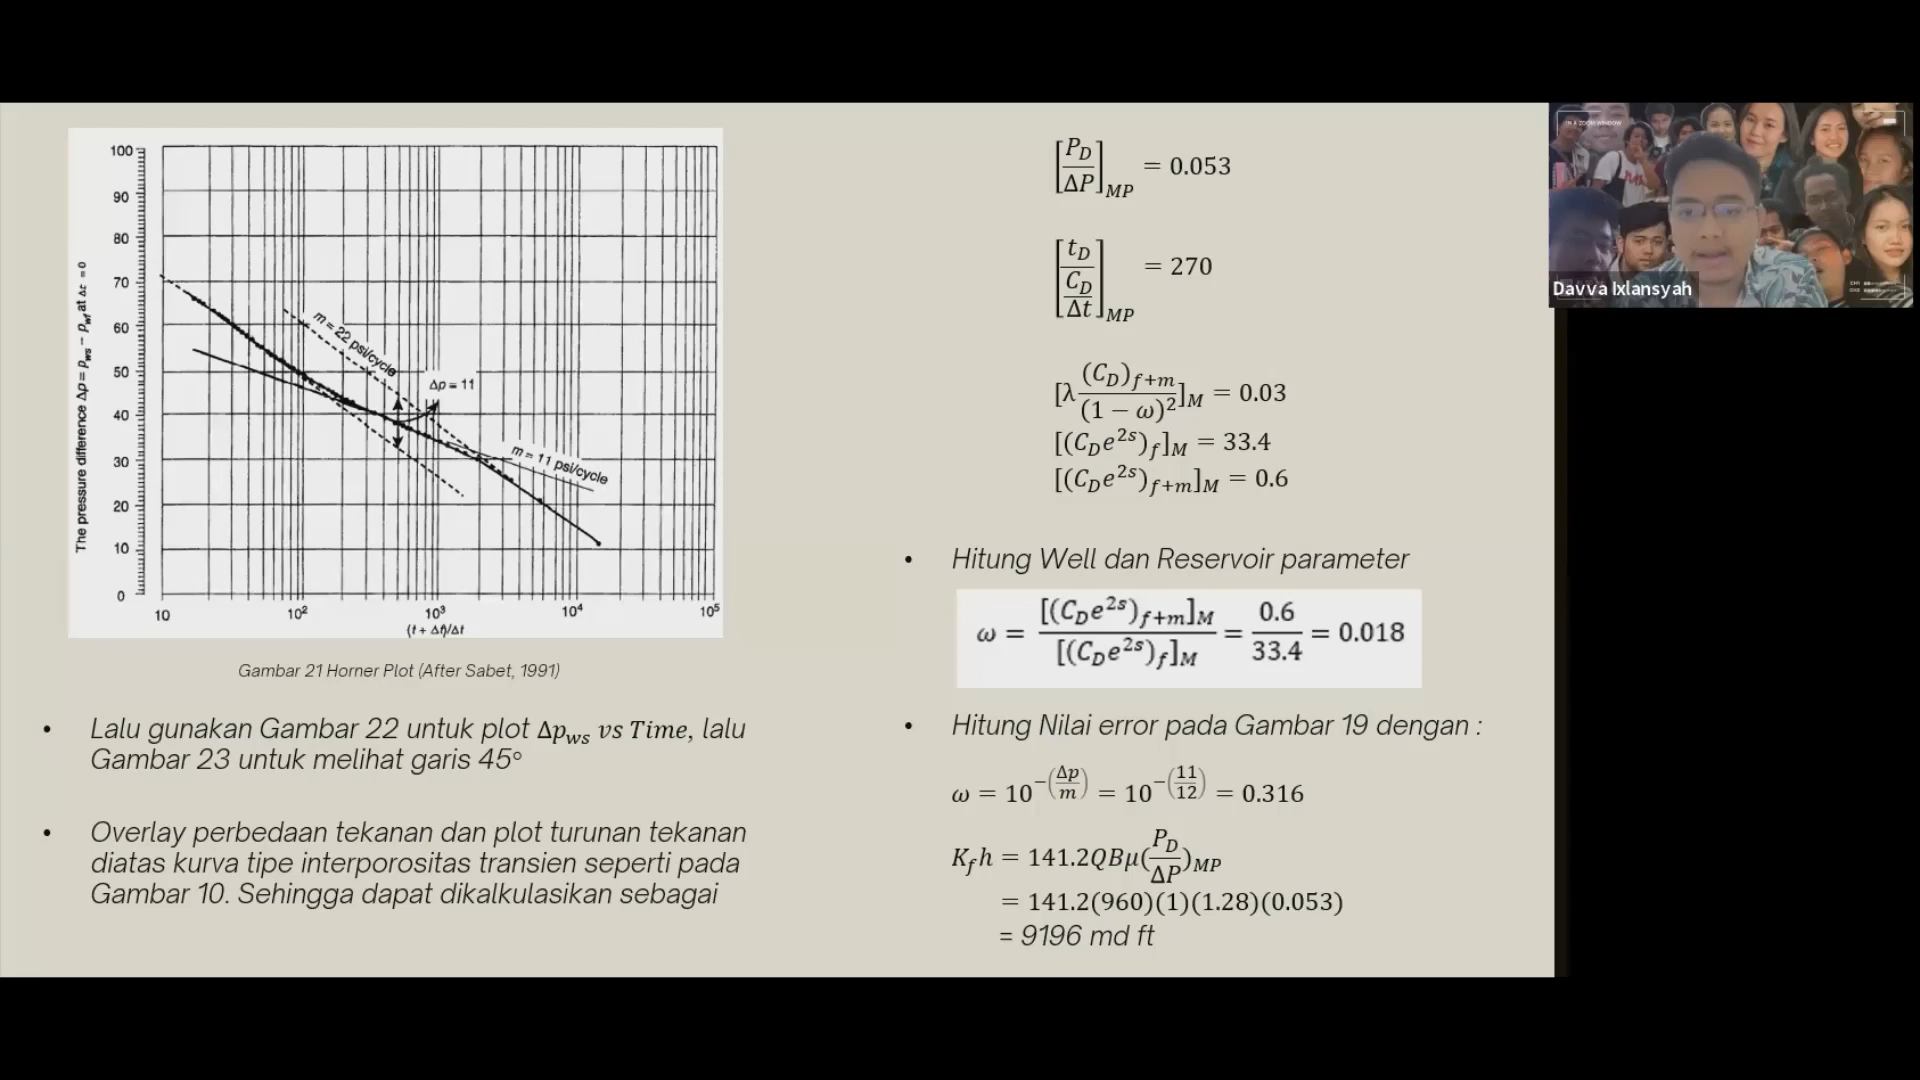 100
90
80
70
60
50
40
30
20
10
0
The pressure difference Δp = p_ws − p_wf at Δt = 0
m = 22 psi/cycle
Δp = 11
m = 11 psi/cycle
10 10² 10³ 10⁴ 10⁵
(t + Δt)/Δt
Gambar 21 Horner Plot (After Sabet, 1991)
• Lalu gunakan Gambar 22 untuk plot Δp_ws vs Time, lalu
Gambar 23 untuk melihat garis 45°
• Overlay perbedaan tekanan dan plot turunan tekanan
diatas kurva tipe interporositas transien seperti pada
Gambar 10. Sehingga dapat dikalkulasikan sebagai
[P_D/ΔP]_MP = 0.053
[t_D/(C_D/Δt)]_MP = 270
[λ (C_D)_f+m/(1 − ω)²]_M = 0.03
[(C_D e^2s)_f]_M = 33.4
[(C_D e^2s)_f+m]_M = 0.6
• Hitung Well dan Reservoir parameter
ω = [(C_D e^2s)_f+m]_M/[(C_D e^2s)_f]_M = 0.6/33.4 = 0.018
• Hitung Nilai error pada Gambar 19 dengan :
ω = 10^−(Δp/m) = 10^−(11/12) = 0.316
K_f h = 141.2QBμ(P_D/ΔP)_MP
= 141.2(960)(1)(1.28)(0.053)
= 9196 md ft
IN A ZOOM WINDOW
Davva Ixlansyah